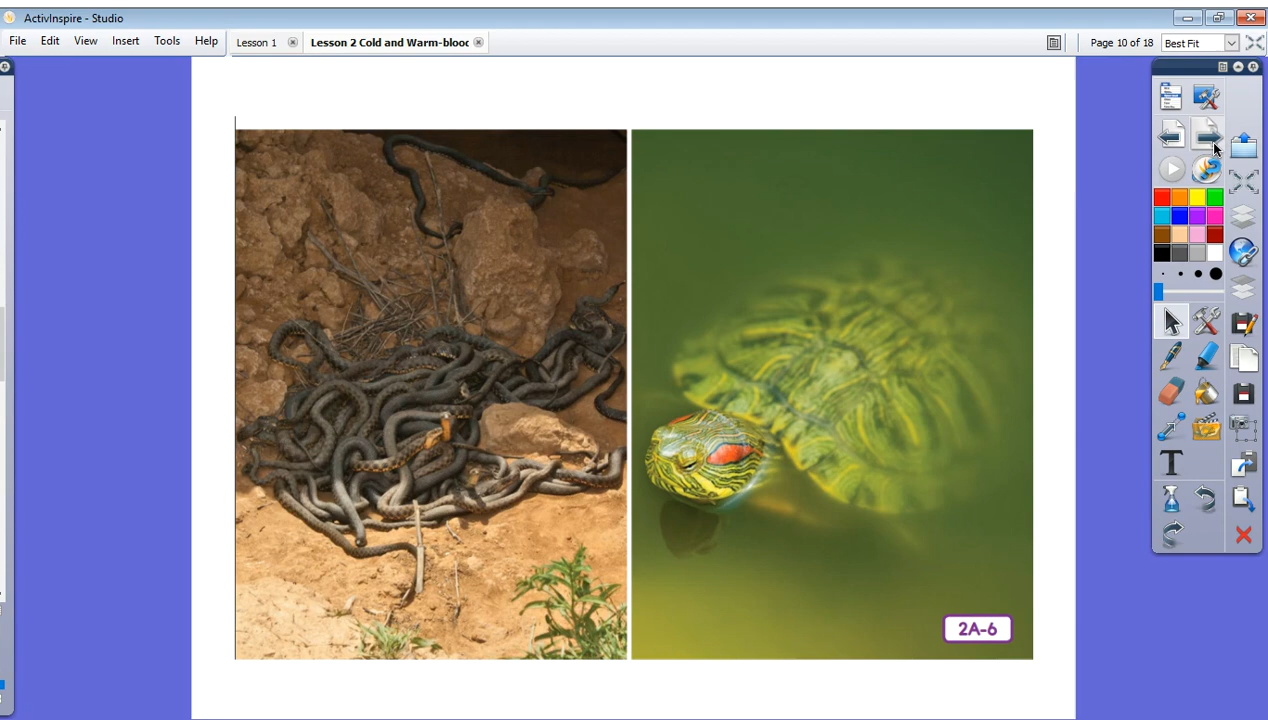 ActivInspire - Studio
File Edit View Insert Tools Help
Lesson 1
Lesson 2 Cold and Warm-blooc
Page 10 of 18
Best Fit
T
2A-6